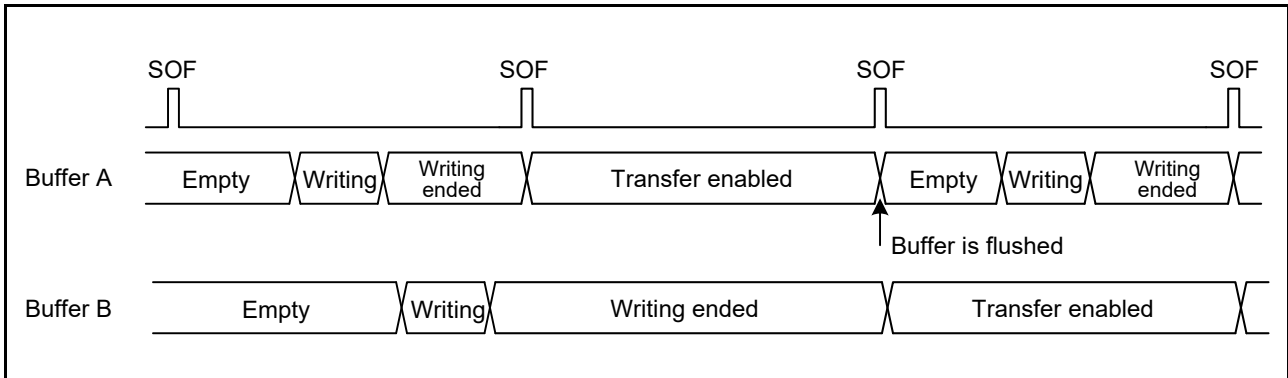 SOF SOF SOF SOF
Buffer A Empty Writing Writing ended Transfer enabled Empty Writing Writing ended
Buffer is flushed
Buffer B Empty Writing Writing ended Transfer enabled